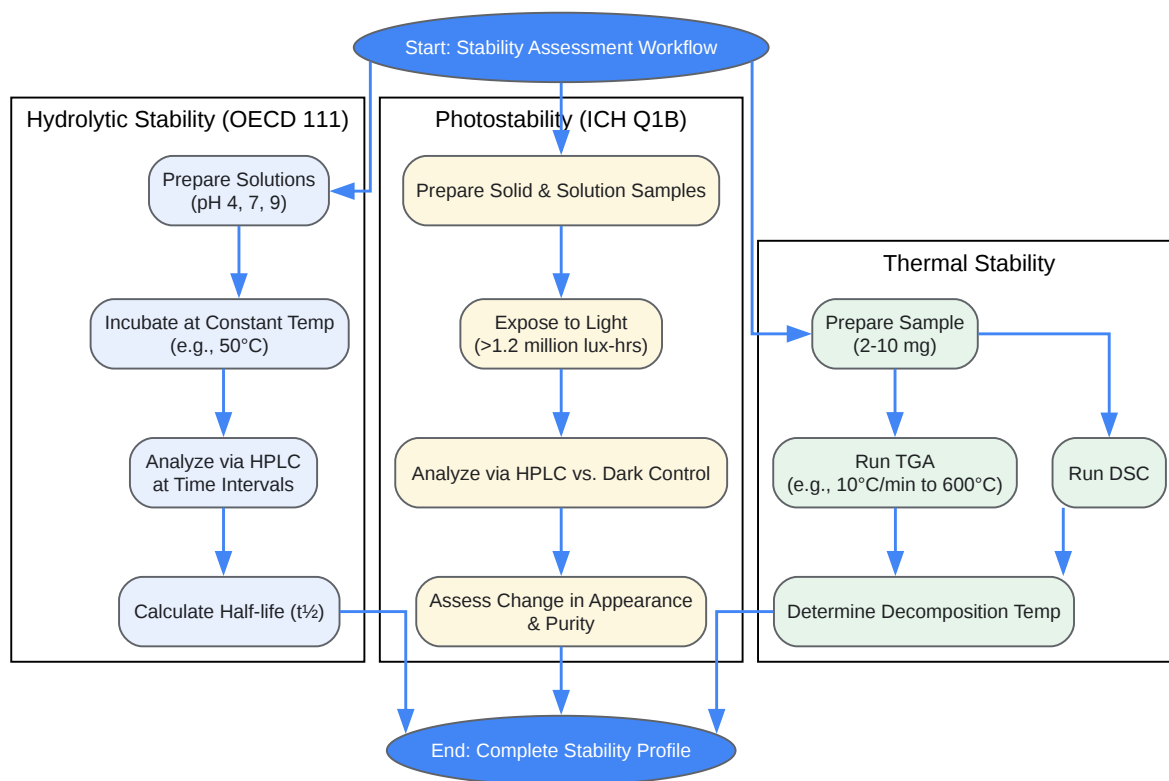 Start: Stability Assessment Workflow
Hydrolytic Stability (OECD 111)
Prepare Solutions
(pH 4, 7, 9)
Incubate at Constant Temp
(e.g., 50°C)
Analyze via HPLC
at Time Intervals
Calculate Half-life (t½)
Photostability (ICH Q1B)
Prepare Solid & Solution Samples
Expose to Light
(>1.2 million lux-hrs)
Analyze via HPLC vs. Dark Control
Assess Change in Appearance
& Purity
Thermal Stability
Prepare Sample
(2-10 mg)
Run TGA
(e.g., 10°C/min to 600°C)
Run DSC
Determine Decomposition Temp
End: Complete Stability Profile